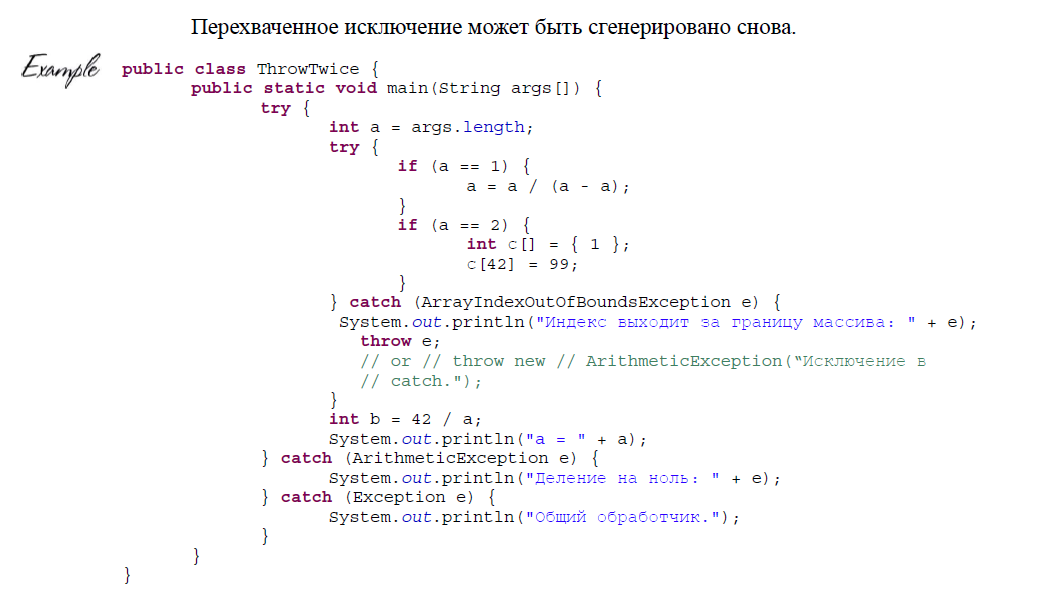 Перехваченное исключение может быть сгенерировано снова.
Example
public class ThrowTwice {
public static void main(String args[]) {
try {
int a = args.length;
try {
if (a == 1) {
a = a / (a - a);
}
if (a == 2) {
int c[] = { 1 };
c[42] = 99;
}
} catch (ArrayIndexOutOfBoundsException e) {
System.out.println("Индекс выходит за границу массива: " + e);
throw e;
// or // throw new // ArithmeticException(“Исключение в
// catch.");
}
int b = 42 / a;
System.out.println("a = " + a);
} catch (ArithmeticException e) {
System.out.println("Деление на ноль: " + e);
} catch (Exception e) {
System.out.println("Общий обработчик.");
}
}
}